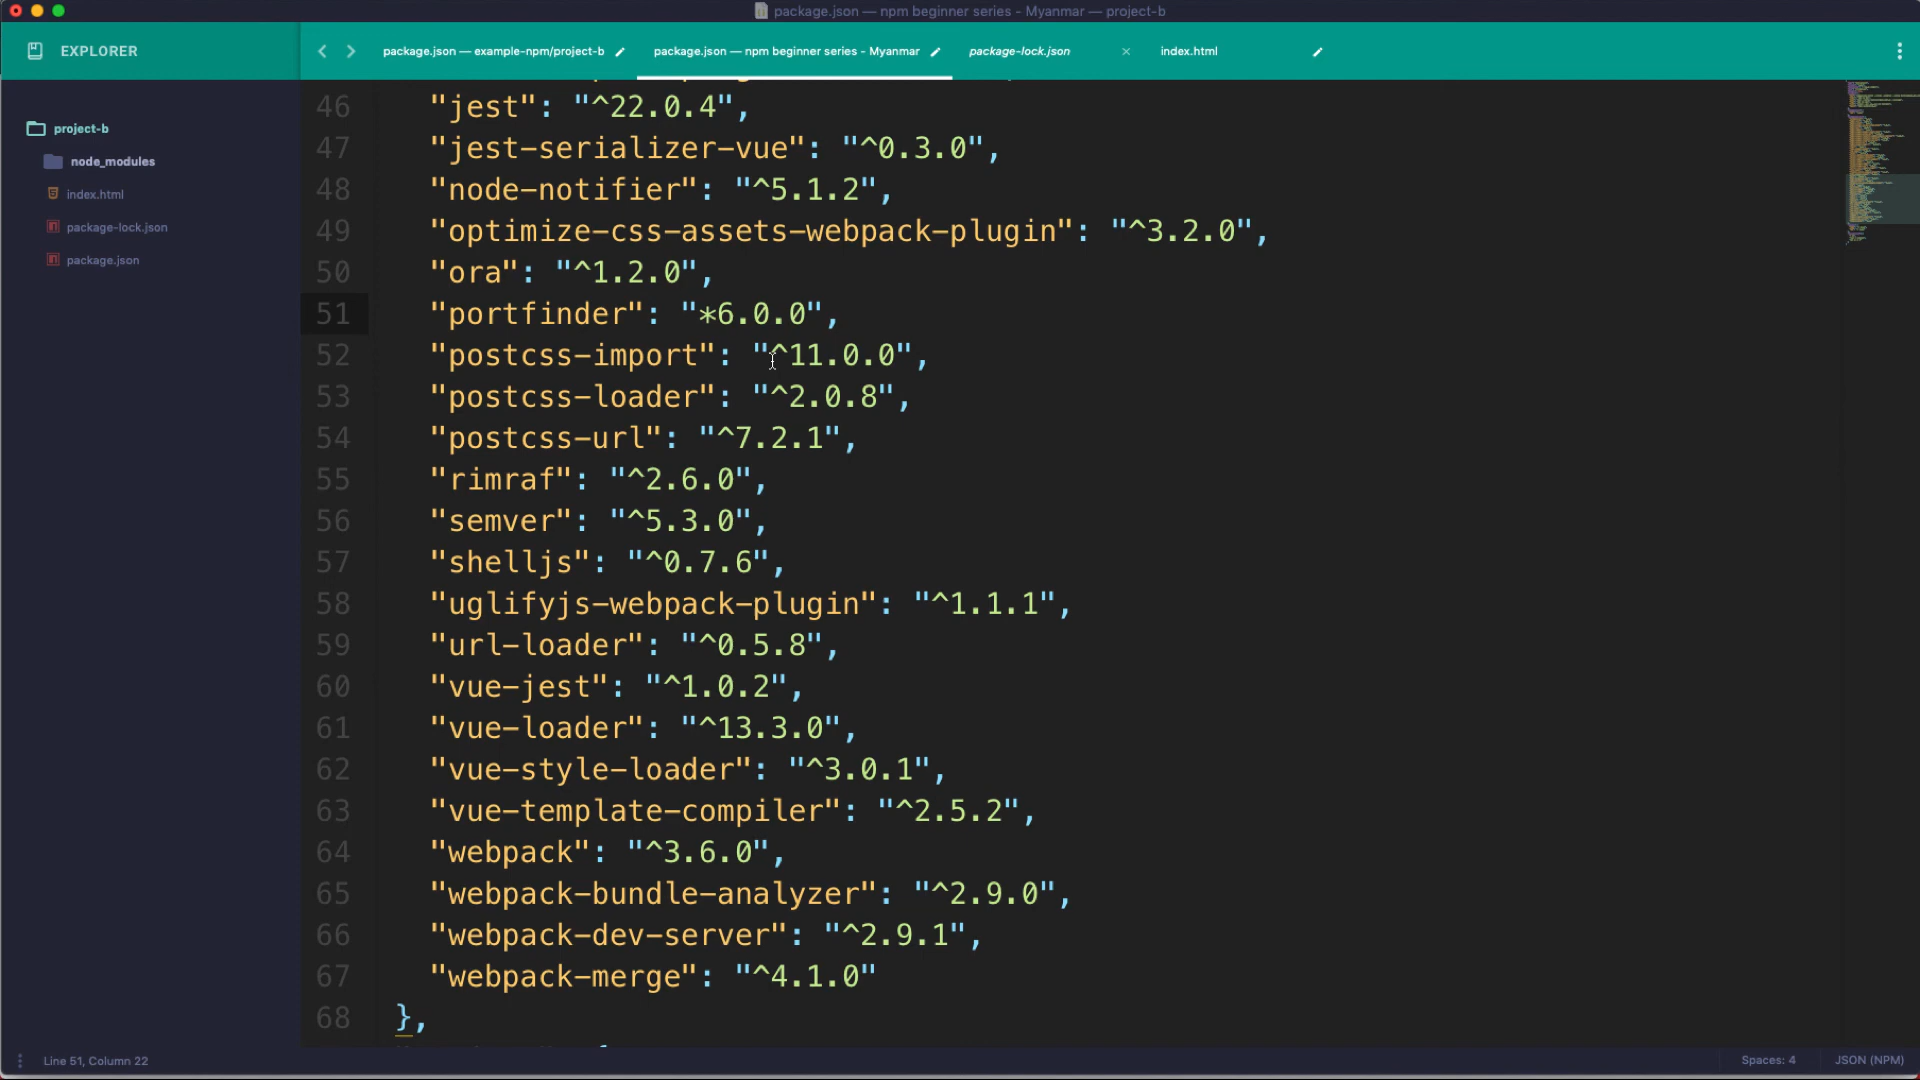 package.json — npm beginner series - Myanmar — project-b
EXPLORER
package.json — example-npm/project-b
package.json — npm beginner series - Myanmar
package-lock.json
index.html
project-b
node_modules
index.html
package-lock.json
package.json
46 "jest": "^22.0.4",
47 "jest-serializer-vue": "^0.3.0",
48 "node-notifier": "^5.1.2",
49 "optimize-css-assets-webpack-plugin": "^3.2.0",
50 "ora": "^1.2.0",
51 "portfinder": "*6.0.0",
52 "postcss-import": "^11.0.0",
53 "postcss-loader": "^2.0.8",
54 "postcss-url": "^7.2.1",
55 "rimraf": "^2.6.0",
56 "semver": "^5.3.0",
57 "shelljs": "^0.7.6",
58 "uglifyjs-webpack-plugin": "^1.1.1",
59 "url-loader": "^0.5.8",
60 "vue-jest": "^1.0.2",
61 "vue-loader": "^13.3.0",
62 "vue-style-loader": "^3.0.1",
63 "vue-template-compiler": "^2.5.2",
64 "webpack": "^3.6.0",
65 "webpack-bundle-analyzer": "^2.9.0",
66 "webpack-dev-server": "^2.9.1",
67 "webpack-merge": "^4.1.0"
68 },
Line 51, Column 22
Spaces: 4
JSON (NPM)